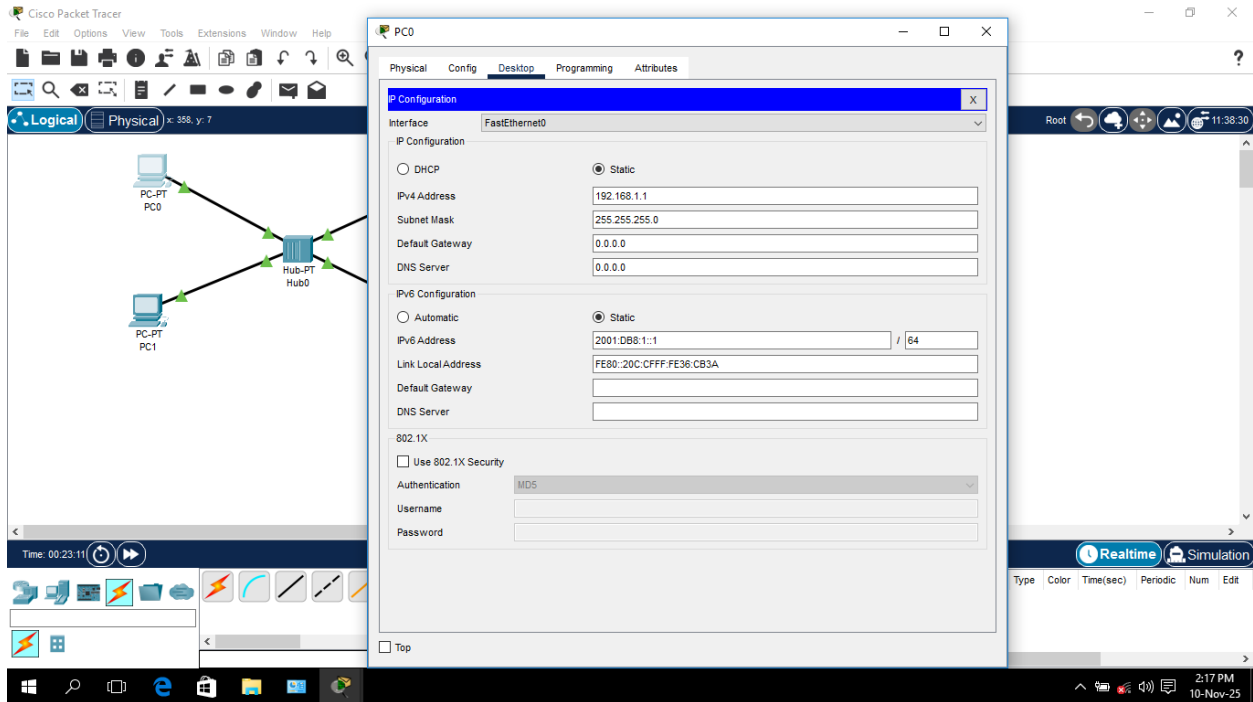 Cisco Packet Tracer
File Edit Options View Tools Extensions Window Help
?
Logical Physical x: 358, y: 7
Root 11:38:30
PC-PT
PC0
Hub-PT
Hub0
PC-PT
PC1
PC0
Physical Config Desktop Programming Attributes
IP Configuration X
Interface FastEthernet0
IP Configuration
DHCP Static
IPv4 Address 192.168.1.1
Subnet Mask 255.255.255.0
Default Gateway 0.0.0.0
DNS Server 0.0.0.0
IPv6 Configuration
Automatic Static
IPv6 Address 2001:DB8:1::1 / 64
Link Local Address FE80::20C:CFFF:FE36:CB3A
Default Gateway
DNS Server
802.1X
Use 802.1X Security
Authentication MD5
Username
Password
Top
Time: 00:23:11
Realtime Simulation
Type Color Time(sec) Periodic Num Edit
2:17 PM
10-Nov-25